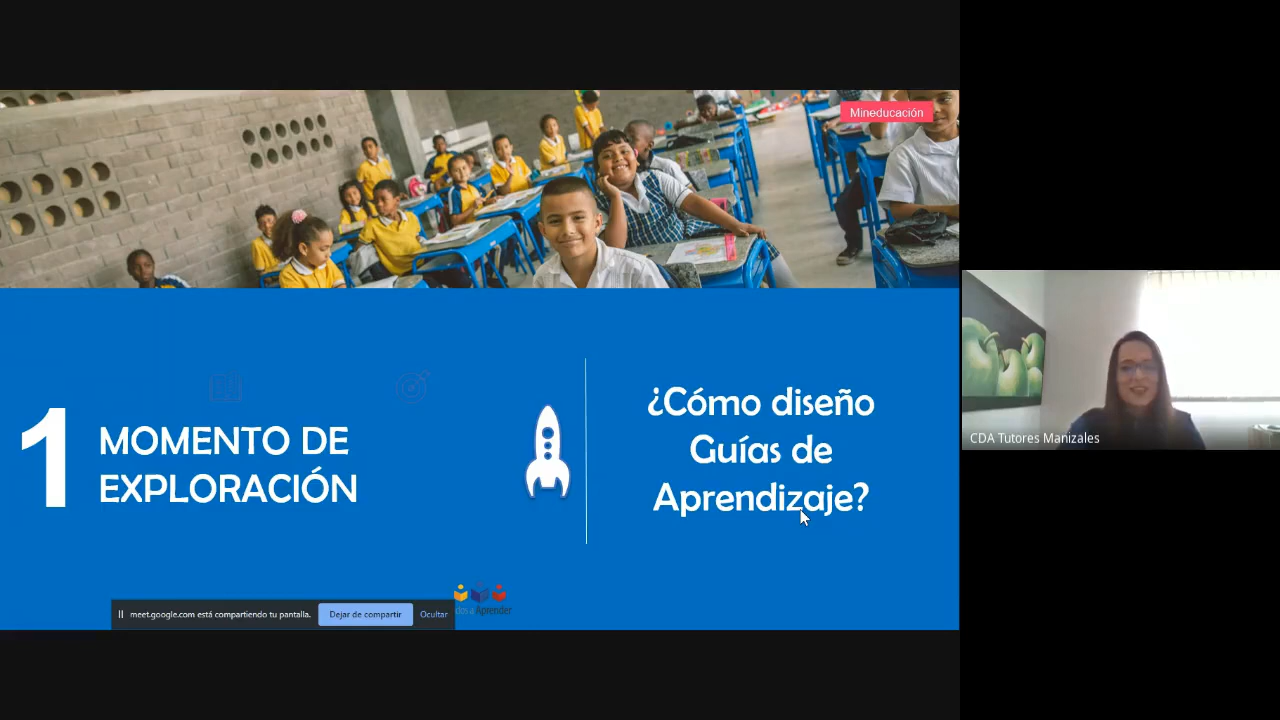 Mineducación
1
MOMENTO DE
EXPLORACIÓN
¿Cómo diseño
Guías de
Aprendizaje?
CDA Tutores Manizales
meet.google.com está compartiendo tu pantalla.
Dejar de compartir
Ocultar
Aprender